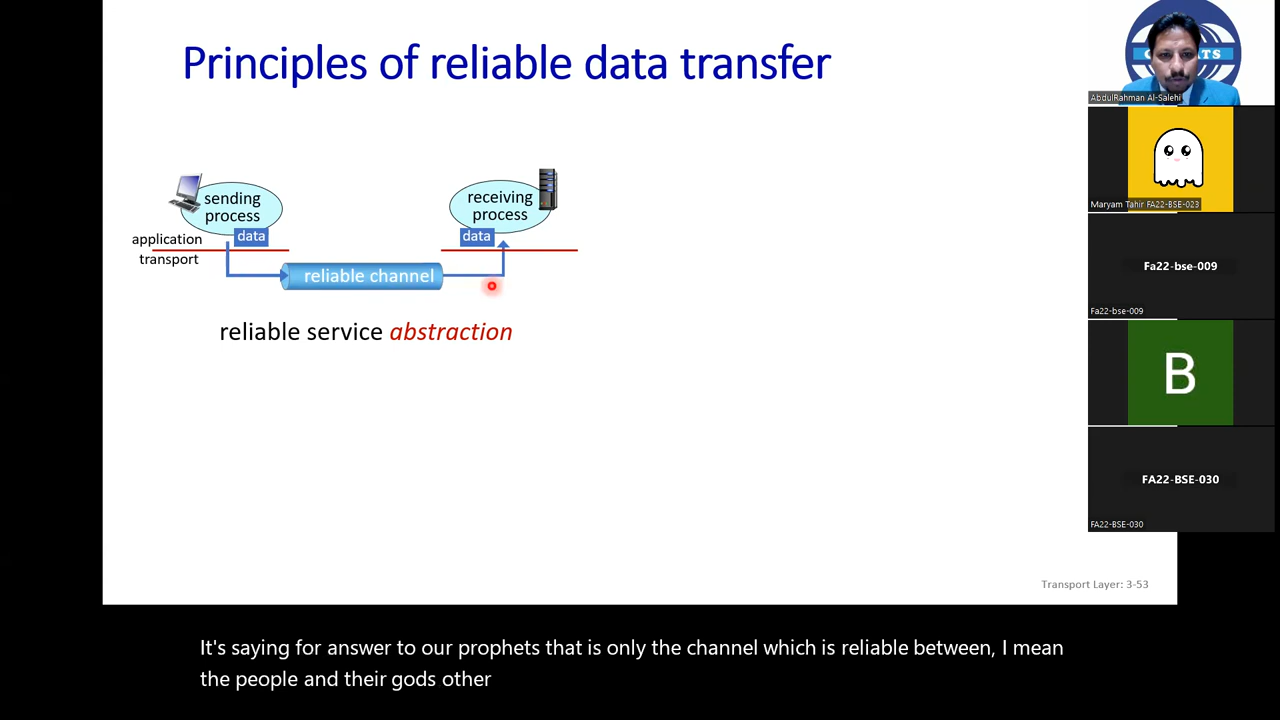 Principles of reliable data transfer
sending
process
data
receiving
process
data
application
transport
reliable channel
reliable service abstraction
Transport Layer: 3-53
AbdulRahman Al-Salehi
Maryam Tahir FA22-BSE-023
Fa22-bse-009
Fa22-bse-009
B
FA22-BSE-030
FA22-BSE-030
It's saying for answer to our prophets that is only the channel which is reliable between, I mean
the people and their gods other